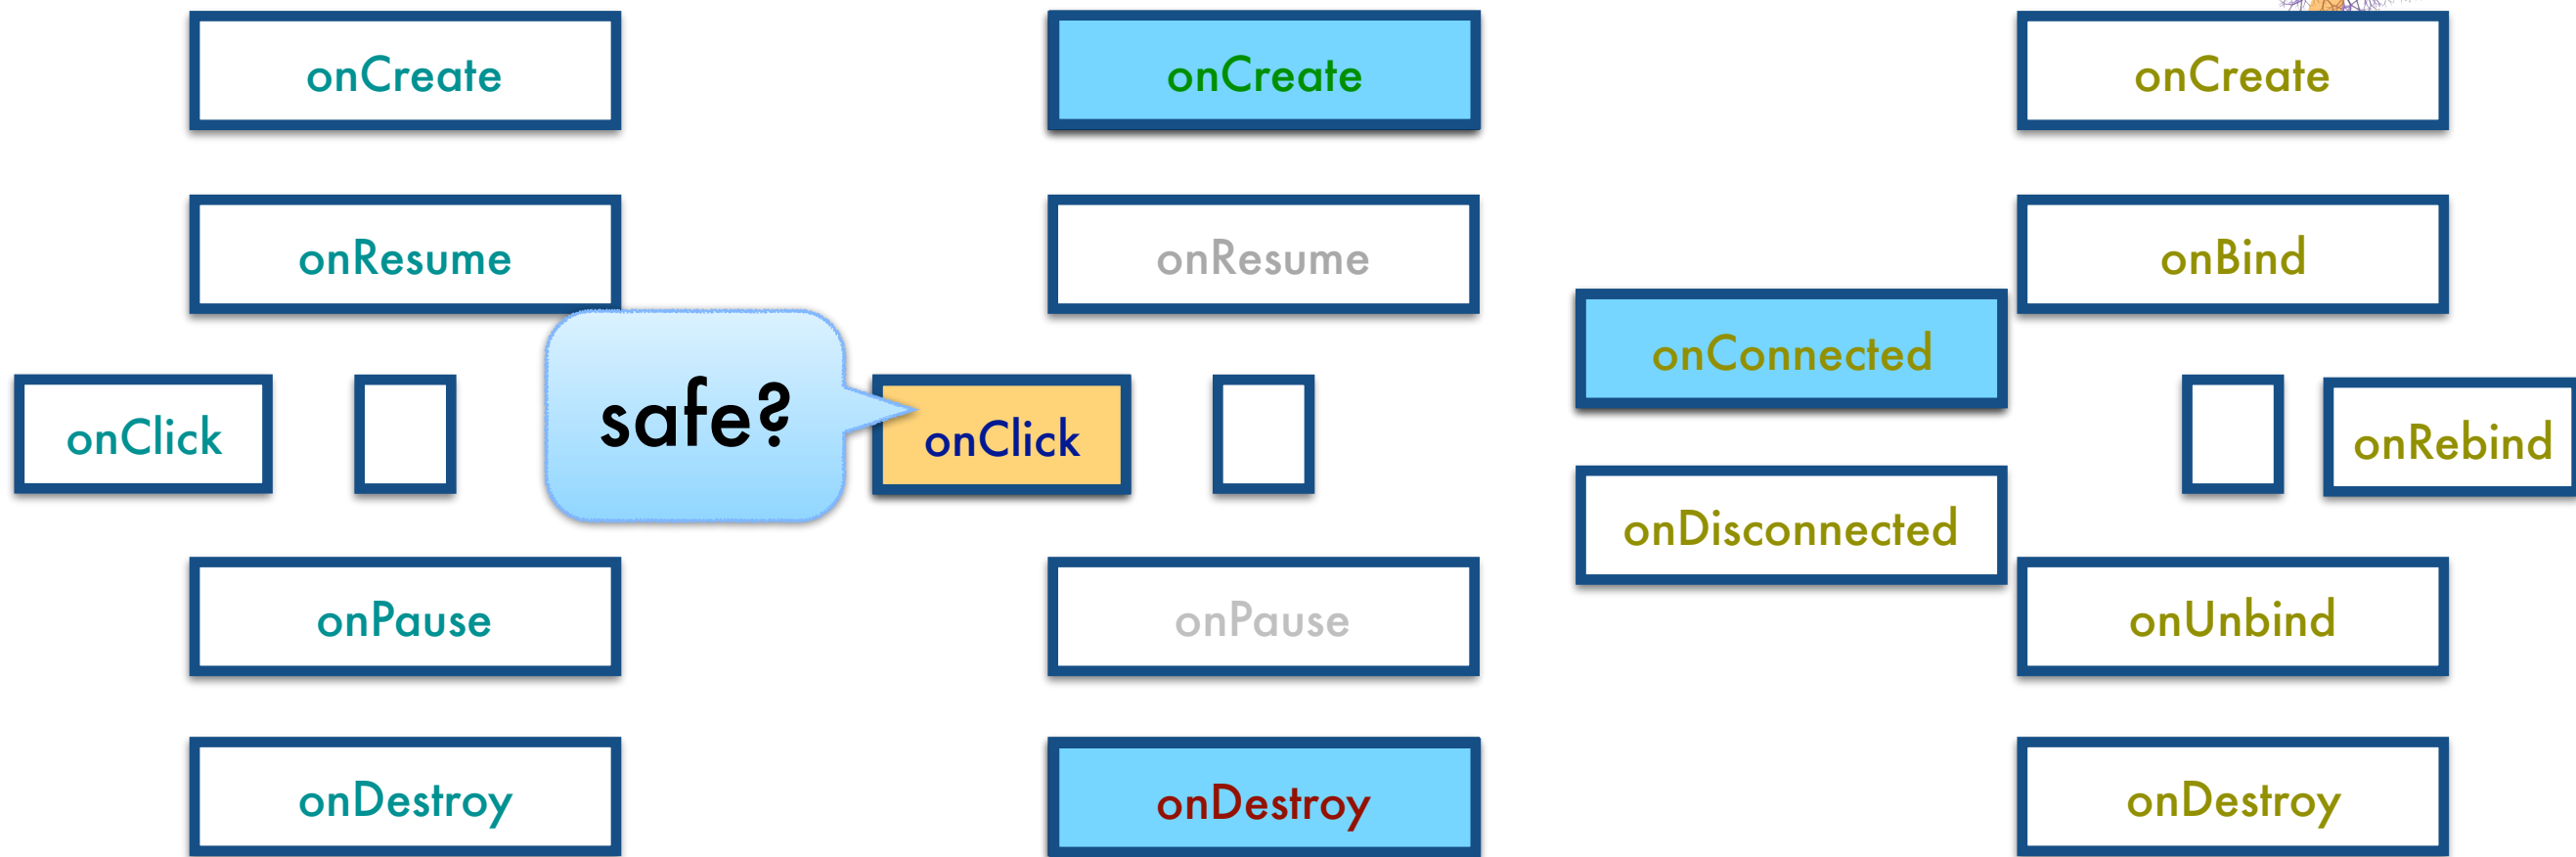 onCreate
onCreate
onCreate
onResume
onResume
onBind
onConnected
onClick
safe?
onClick
onRebind
onDisconnected
onPause
onPause
onUnbind
onDestroy
onDestroy
onDestroy